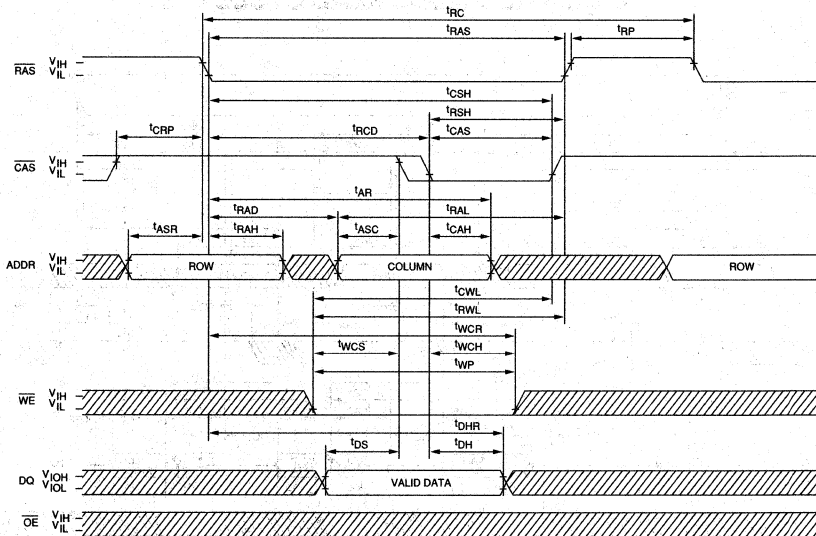 tRC
tRAS
tRP
RAS VIH
VIL
tCSH
tRSH
tCRP
tRCD
tCAS
CAS VIH
VIL
tAR
tRAD
tRAL
tASR
tRAH
tASC
tCAH
ADDR VIH
VIL
ROW
COLUMN
ROW
tCWL
tRWL
tWCR
tWCS
tWCH
tWP
WE VIH
VIL
tDHR
tDS
tDH
DQ VIOH
VIOL
VALID DATA
OE VIH
VIL